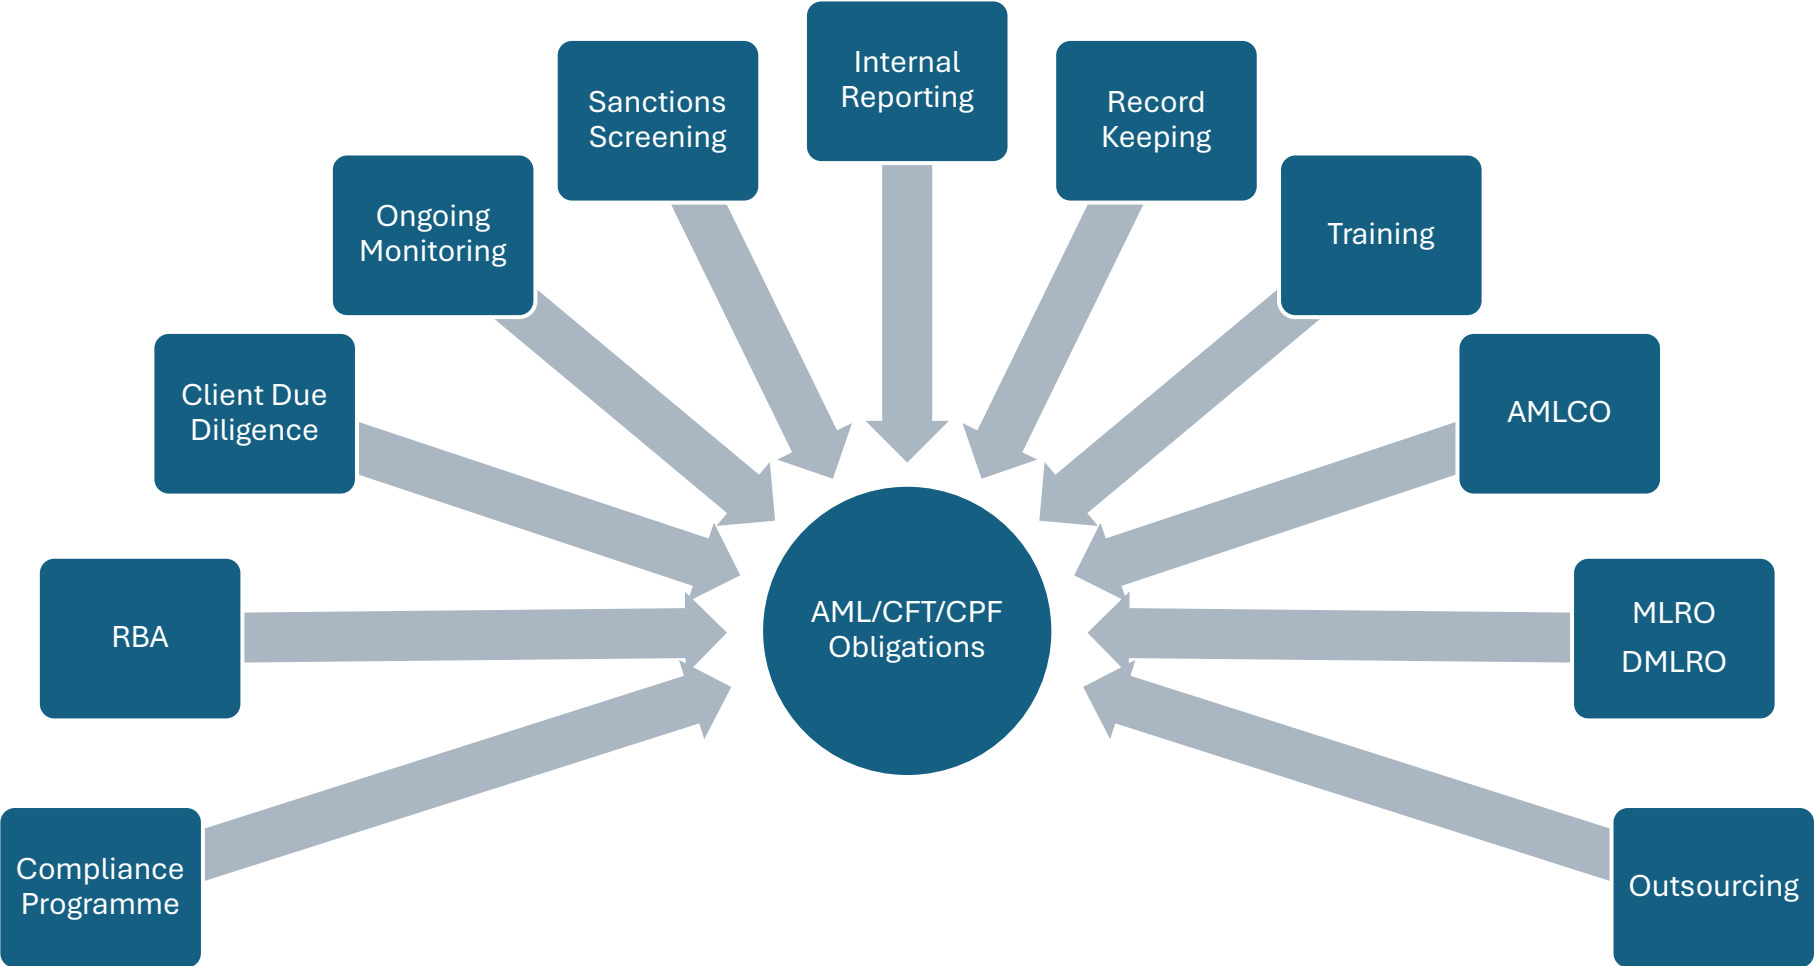 Internal
Reporting
Sanctions
Screening
Record
Keeping
Ongoing
Monitoring
Training
Client Due
Diligence
AMLCO
RBA
AML/CFT/CPF
Obligations
MLRO
DMLRO
Compliance
Programme
Outsourcing